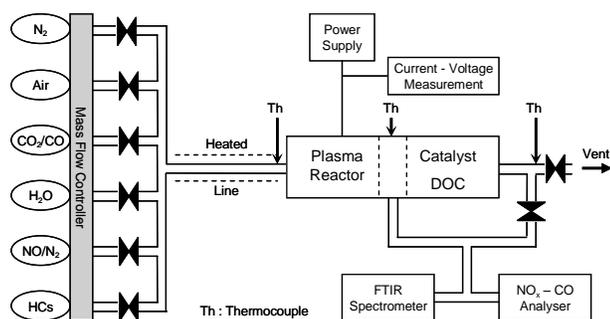 N₂
Air
CO₂/CO
H₂O
NO/N₂
HCs
Mass Flow Controller
Th
Heated
Line
Power
Supply
Current - Voltage
Measurement
Th
Th
Plasma
Reactor
Catalyst
DOC
Vent
FTIR
Spectrometer
NOₓ – CO
Analyser
Th : Thermocouple